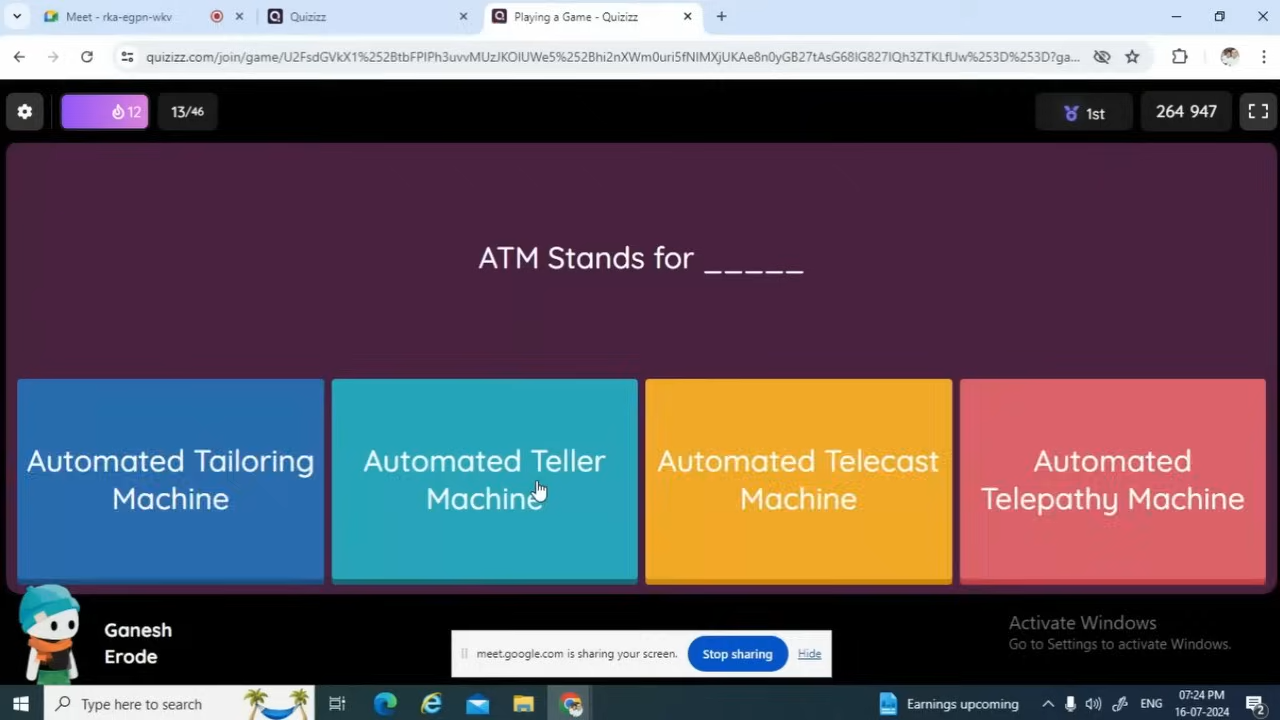 Meet - rka-egpn-wkv
Quizizz
Playing a Game - Quizizz
quizizz.com/join/game/U2FsdGVkX1%252BtbFPIPh3uvvMUzJKOIUWe5%252Bhi2nXWm0uri5fNIMXjUKAe8n0yGB27tAsG68IG827IQh3ZTKLfUw%253D%253D?ga...
12
13/46
1st
264 947
ATM Stands for _____
Automated Tailoring
Machine
Automated Teller
Machine
Automated Telecast
Machine
Automated
Telepathy Machine
Ganesh
Erode
meet.google.com is sharing your screen.
Stop sharing
Hide
Activate Windows
Go to Settings to activate Windows.
Type here to search
Earnings upcoming
ENG
07:24 PM
16-07-2024
2